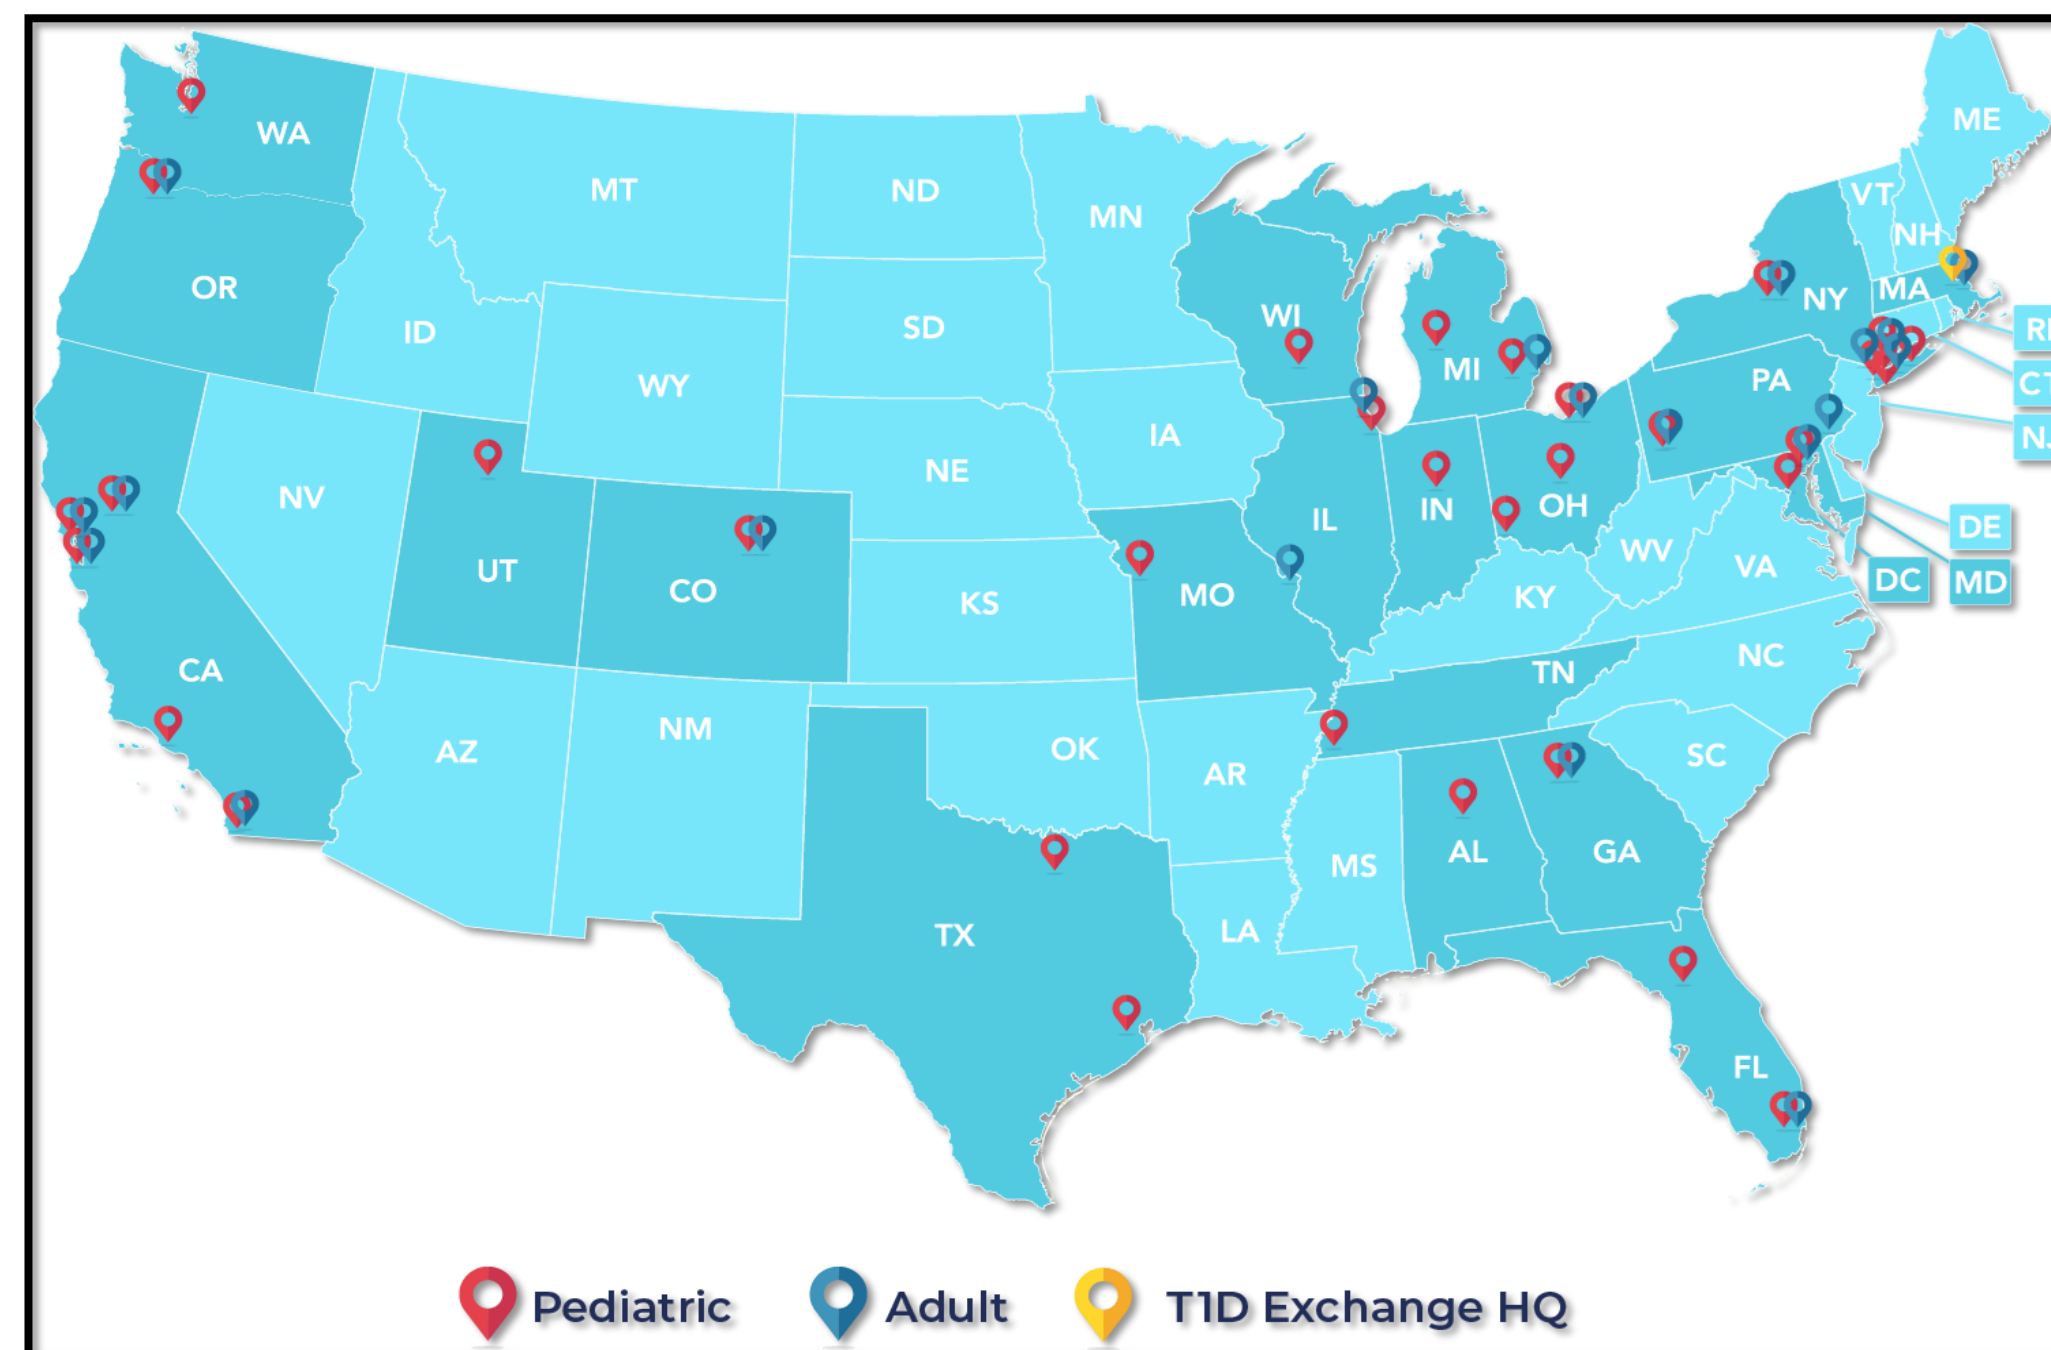 ME
WA
VT
MT
ND
MN
NH
OR
MA
NY
WI
SD
ID
MI
PA
WY
CT
IA
NE
NV
IN
OH
IL
DE
WV
VA
UT
DC
MD
CO
MO
KY
KS
NC
CA
TN
NM
OK
AZ
SC
AR
MS
AL
GA
LA
TX
FL
Pediatric
Adult
T1D Exchange HQ